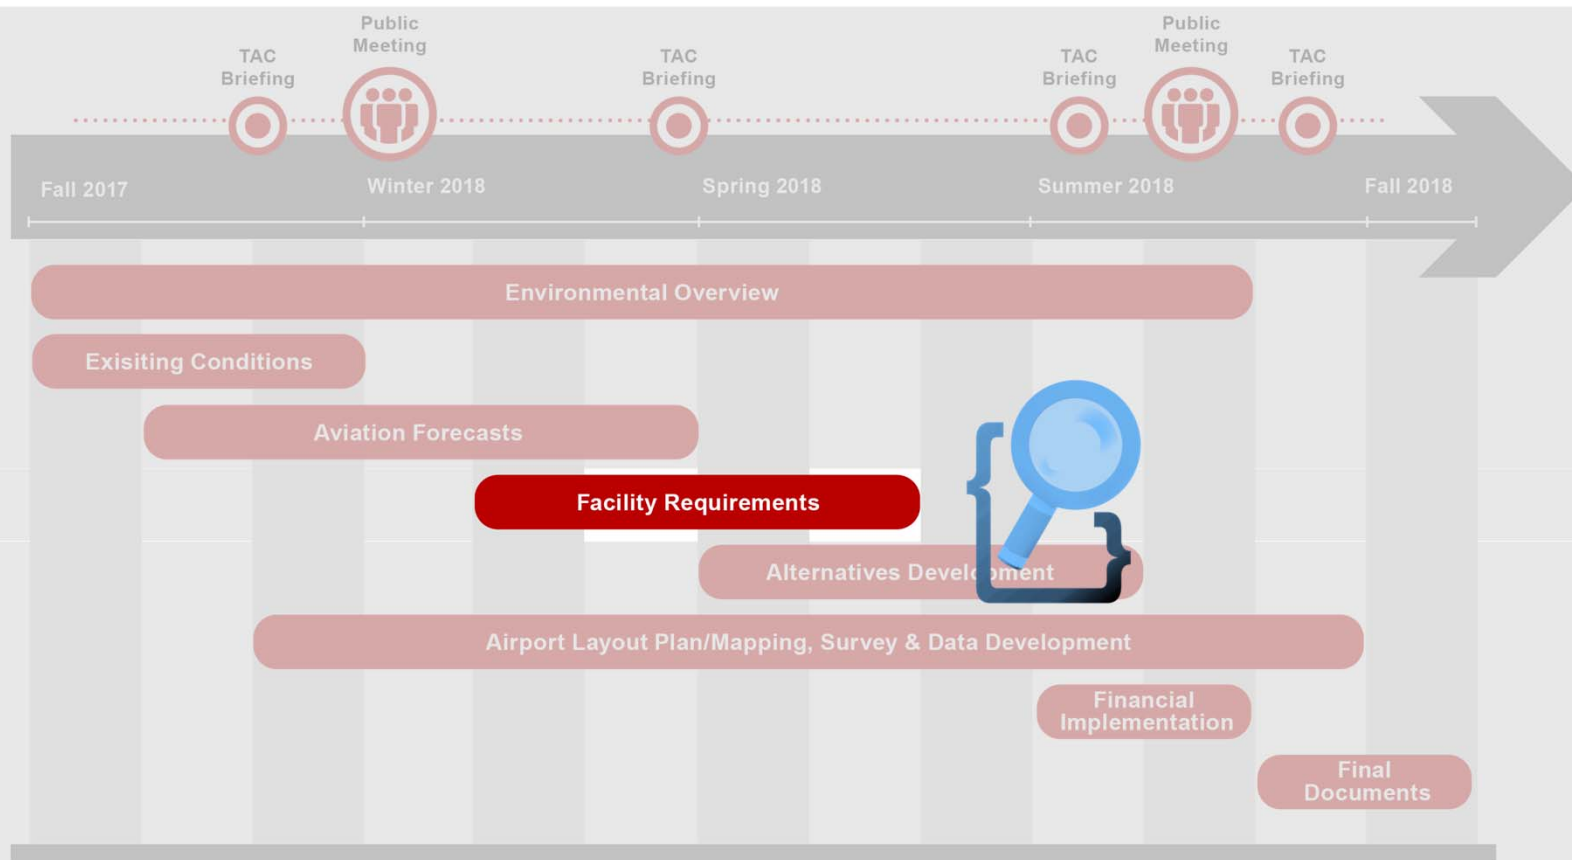 Public
Meeting
TAC
Briefing
TAC
Briefing
TAC
Briefing
Public
Meeting
TAC
Briefing
Fall 2017
Winter 2018
Spring 2018
Summer 2018
Fall 2018
Environmental Overview
Exisiting Conditions
Aviation Forecasts
Facility Requirements
Alternatives Development
Airport Layout Plan/Mapping, Survey & Data Development
Financial
Implementation
Final
Documents